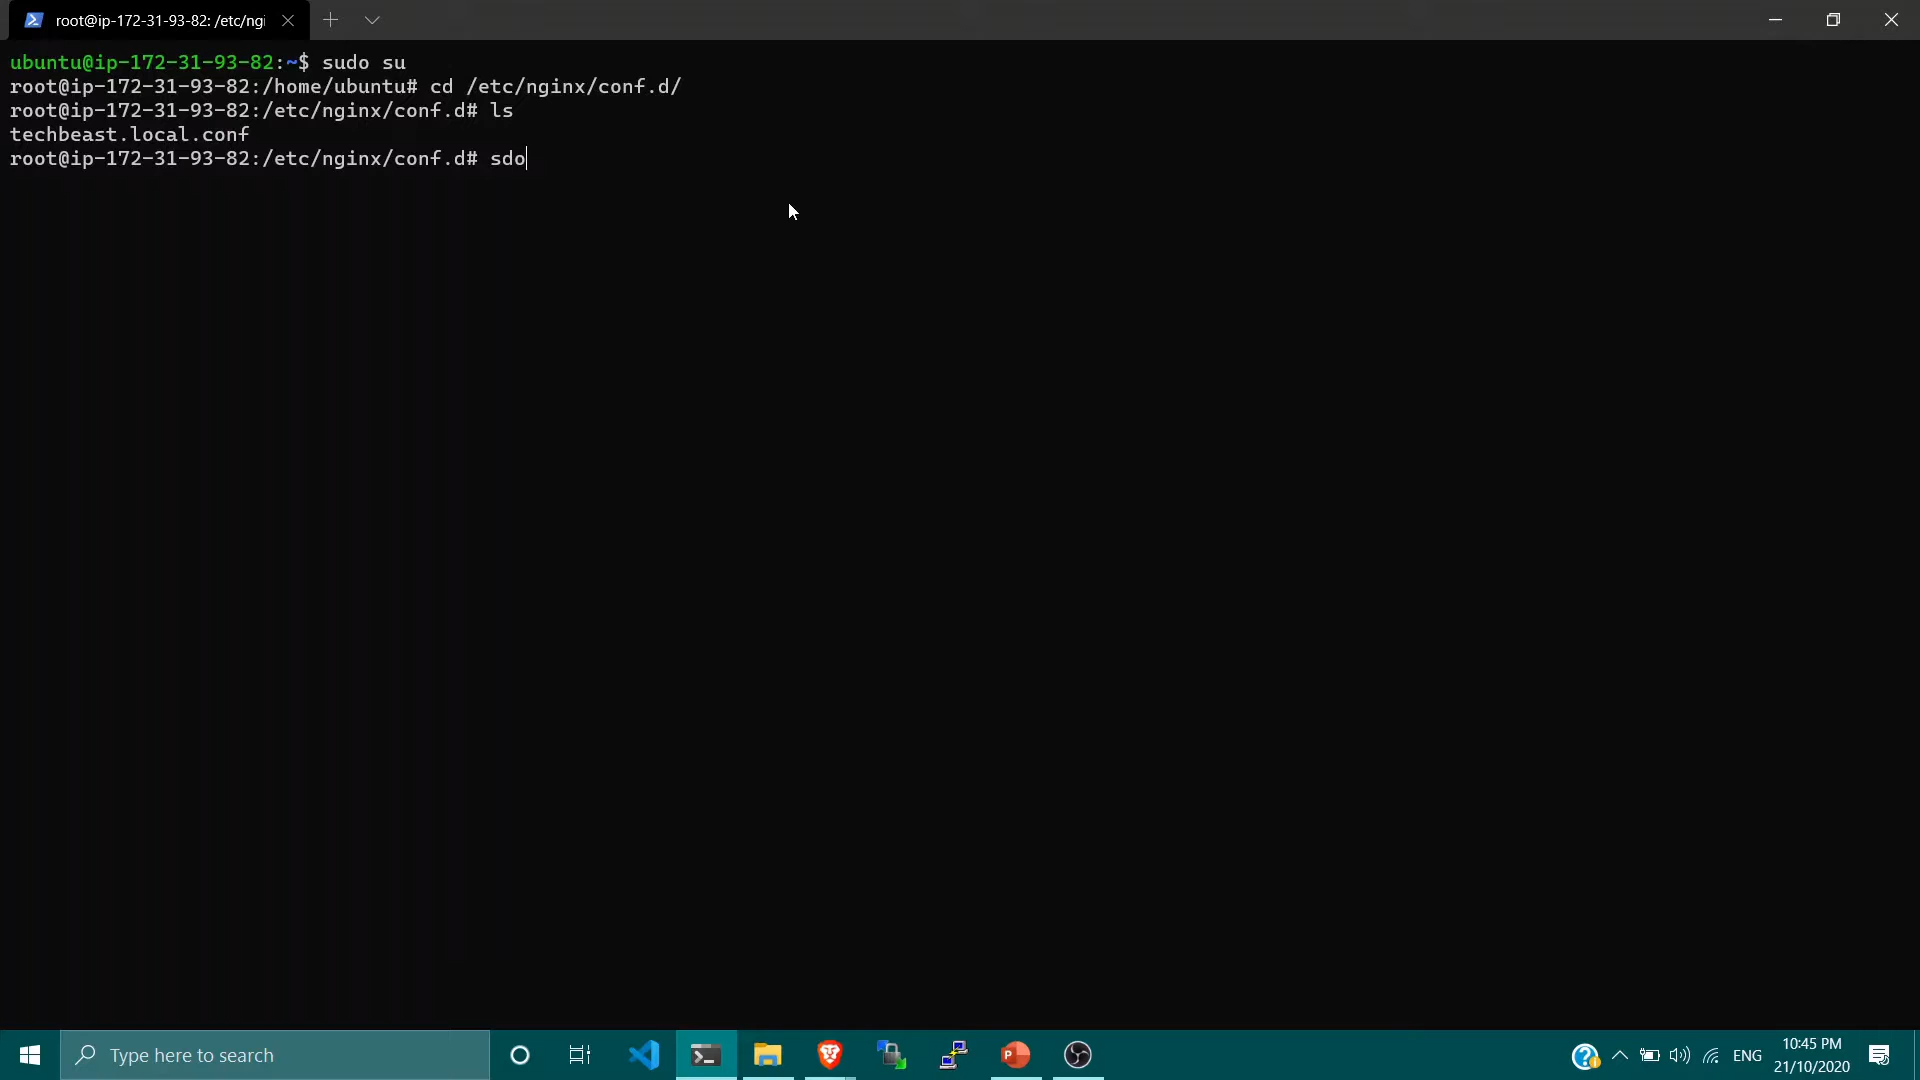 root@ip-172-31-93-82: /etc/ngi
ubuntu@ip-172-31-93-82:~$ sudo su
root@ip-172-31-93-82:/home/ubuntu# cd /etc/nginx/conf.d/
root@ip-172-31-93-82:/etc/nginx/conf.d# ls
techbeast.local.conf
root@ip-172-31-93-82:/etc/nginx/conf.d# sdo
Type here to search
ENG
10:45 PM
21/10/2020